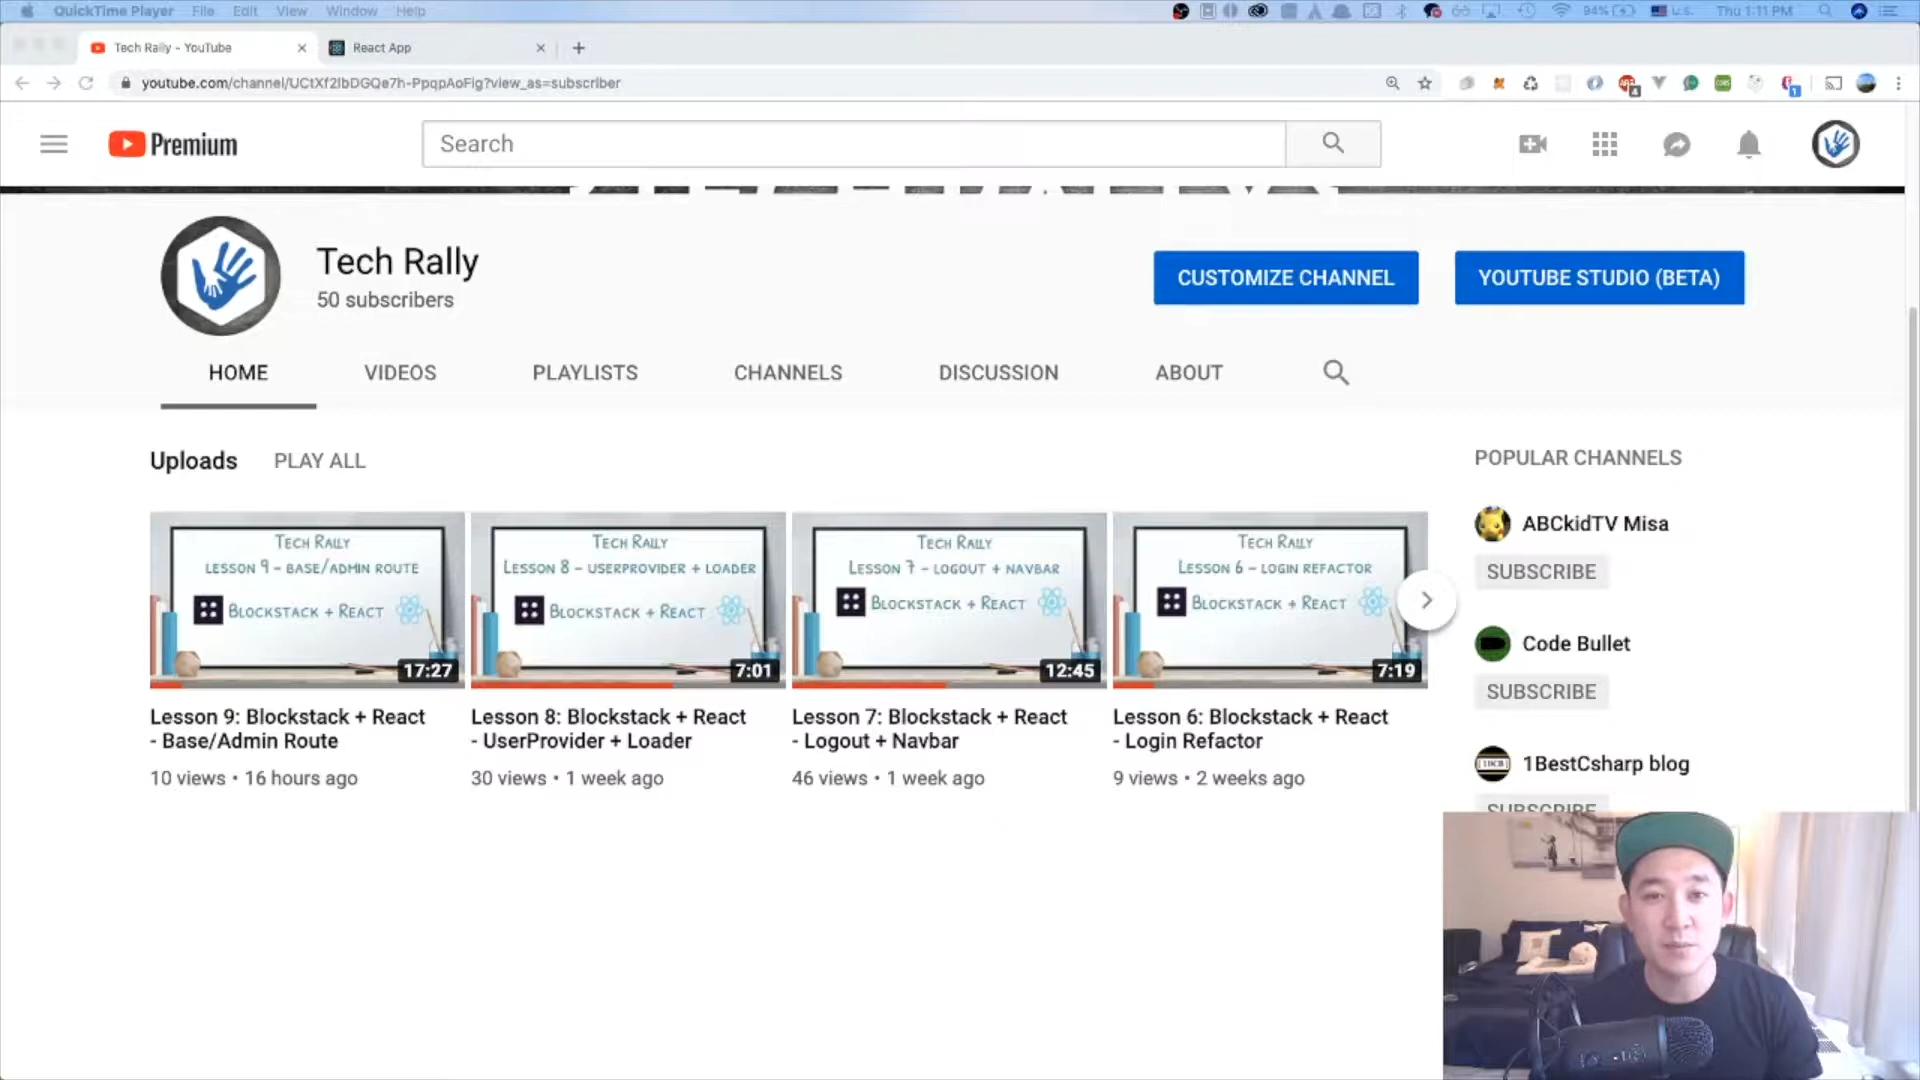 QuickTime Player File Edit View Window Help
94% U.S. Thu 1:11 PM
Tech Rally - YouTube
React App
youtube.com/channel/UCtXf2IbDGQe7h-PpqpAoFig?view_as=subscriber
Premium
Search
Tech Rally
50 subscribers
CUSTOMIZE CHANNEL
YOUTUBE STUDIO (BETA)
HOME VIDEOS PLAYLISTS CHANNELS DISCUSSION ABOUT
Uploads PLAY ALL
TECH RALLY
LESSON 9 - BASE/ADMIN ROUTE
BLOCKSTACK + REACT
17:27
Lesson 9: Blockstack + React
- Base/Admin Route
10 views • 16 hours ago
TECH RALLY
LESSON 8 - USERPROVIDER + LOADER
BLOCKSTACK + REACT
7:01
Lesson 8: Blockstack + React
- UserProvider + Loader
30 views • 1 week ago
TECH RALLY
LESSON 7 - LOGOUT + NAVBAR
BLOCKSTACK + REACT
12:45
Lesson 7: Blockstack + React
- Logout + Navbar
46 views • 1 week ago
TECH RALLY
LESSON 6 - LOGIN REFACTOR
BLOCKSTACK + REACT
7:19
Lesson 6: Blockstack + React
- Login Refactor
9 views • 2 weeks ago
POPULAR CHANNELS
ABCkidTV Misa
SUBSCRIBE
Code Bullet
SUBSCRIBE
1BestCsharp blog
SUBSCRIBE